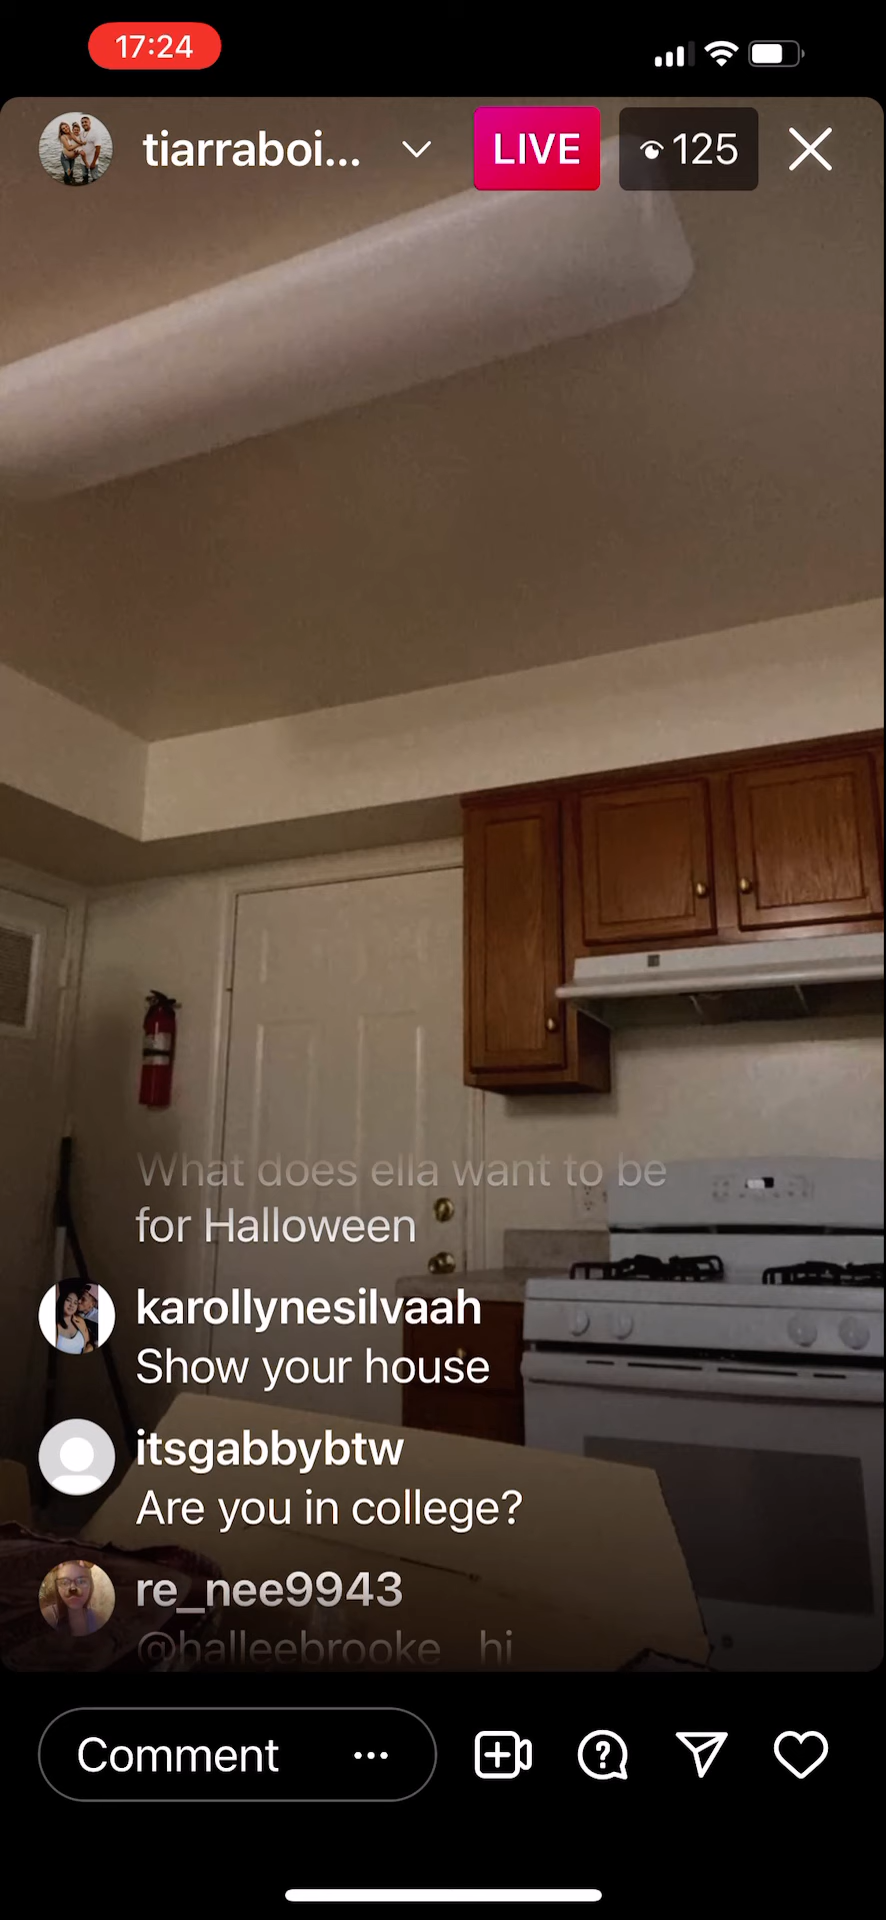 17:24
tiarraboi...
LIVE
125
What does ella want to be
for Halloween
karollynesilvaah
Show your house
itsgabbybtw
Are you in college?
re_nee9943
@halleebrooke_ hi
Comment